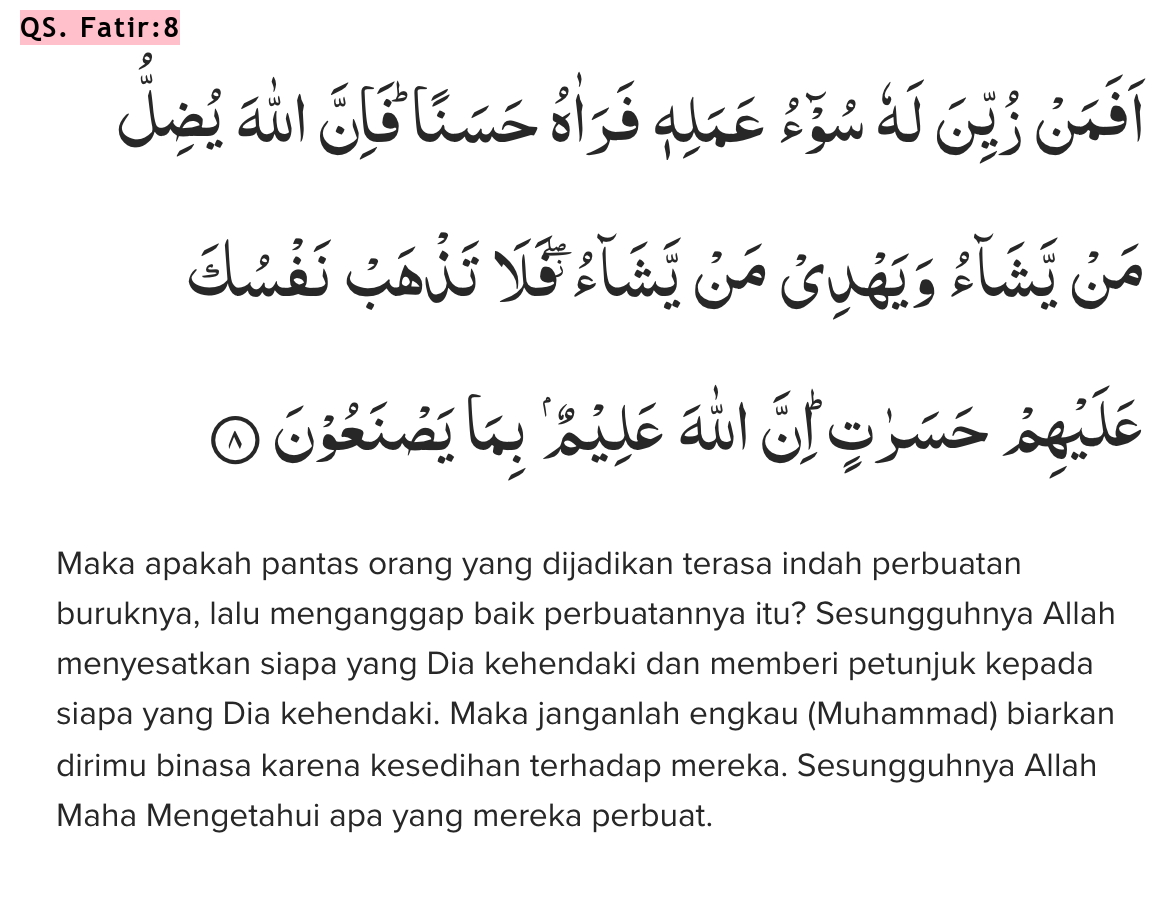 QS. Fatir:8
اَفَمَنْ زُيِّنَ لَهٗ سُوْۤءُ عَمَلِهٖ فَرَاٰهُ حَسَنًاۗ فَاِنَّ اللّٰهَ يُضِلُّ
مَنْ يَّشَاۤءُ وَيَهْدِيْ مَنْ يَّشَاۤءُۖ فَلَا تَذْهَبْ نَفْسُكَ
عَلَيْهِمْ حَسَرٰتٍۗ اِنَّ اللّٰهَ عَلِيْمٌ ۢ بِمَا يَصْنَعُوْنَ ٨
Maka apakah pantas orang yang dijadikan terasa indah perbuatan
buruknya, lalu menganggap baik perbuatannya itu? Sesungguhnya Allah
menyesatkan siapa yang Dia kehendaki dan memberi petunjuk kepada
siapa yang Dia kehendaki. Maka janganlah engkau (Muhammad) biarkan
dirimu binasa karena kesedihan terhadap mereka. Sesungguhnya Allah
Maha Mengetahui apa yang mereka perbuat.